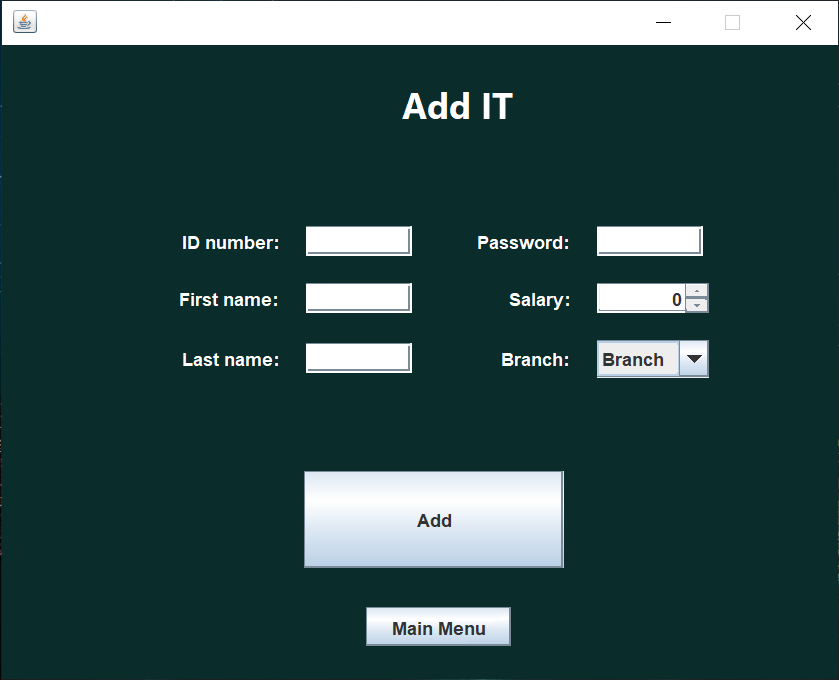 Add IT
ID number:
Password:
First name:
Salary: 0
Last name:
Branch: Branch
Add
Main Menu